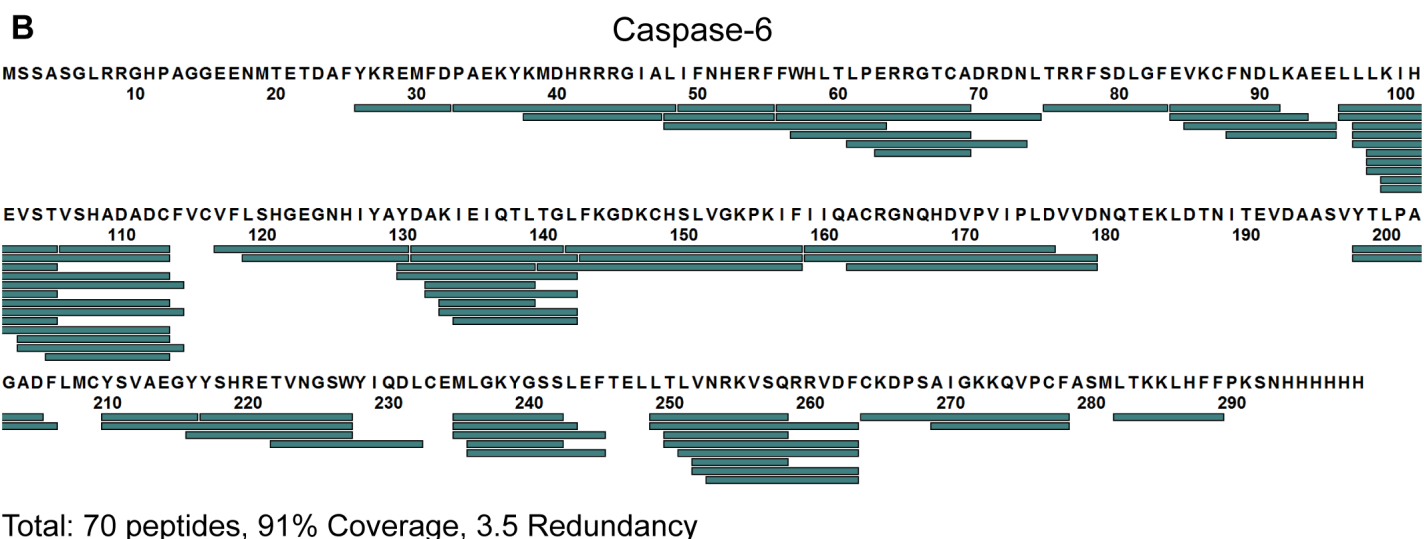 B
Caspase-6
MSSASGLRRGHPAGGEENMTETDAFYKREMFDPAEKYKMDHRRRGIALIFNHERFFWHLTLPERRGTCADRDNLTRRFSDLGFEVKCFNDLKAEELLLKIH
10 20 30 40 50 60 70 80 90 100
EVSTVSHADADCFVCVFLSHGEGNHIYAYDAKIEIQTLTGLFKGDKCHSLVGKPKIFIIQACRGNQHDVPVIPLDVVDNQTEKLDTNITEVDAASVYTLPA
110 120 130 140 150 160 170 180 190 200
GADFLMCYSVAEGYYSHRETVNGSWYIQDLCEMLGKYGSSLEFTELLTLVNRKVSQRRVDFCKDPSAIGKKQVPCFASMLTKKLHFFPKSNHHHHHH
210 220 230 240 250 260 270 280 290
Total: 70 peptides, 91% Coverage, 3.5 Redundancy